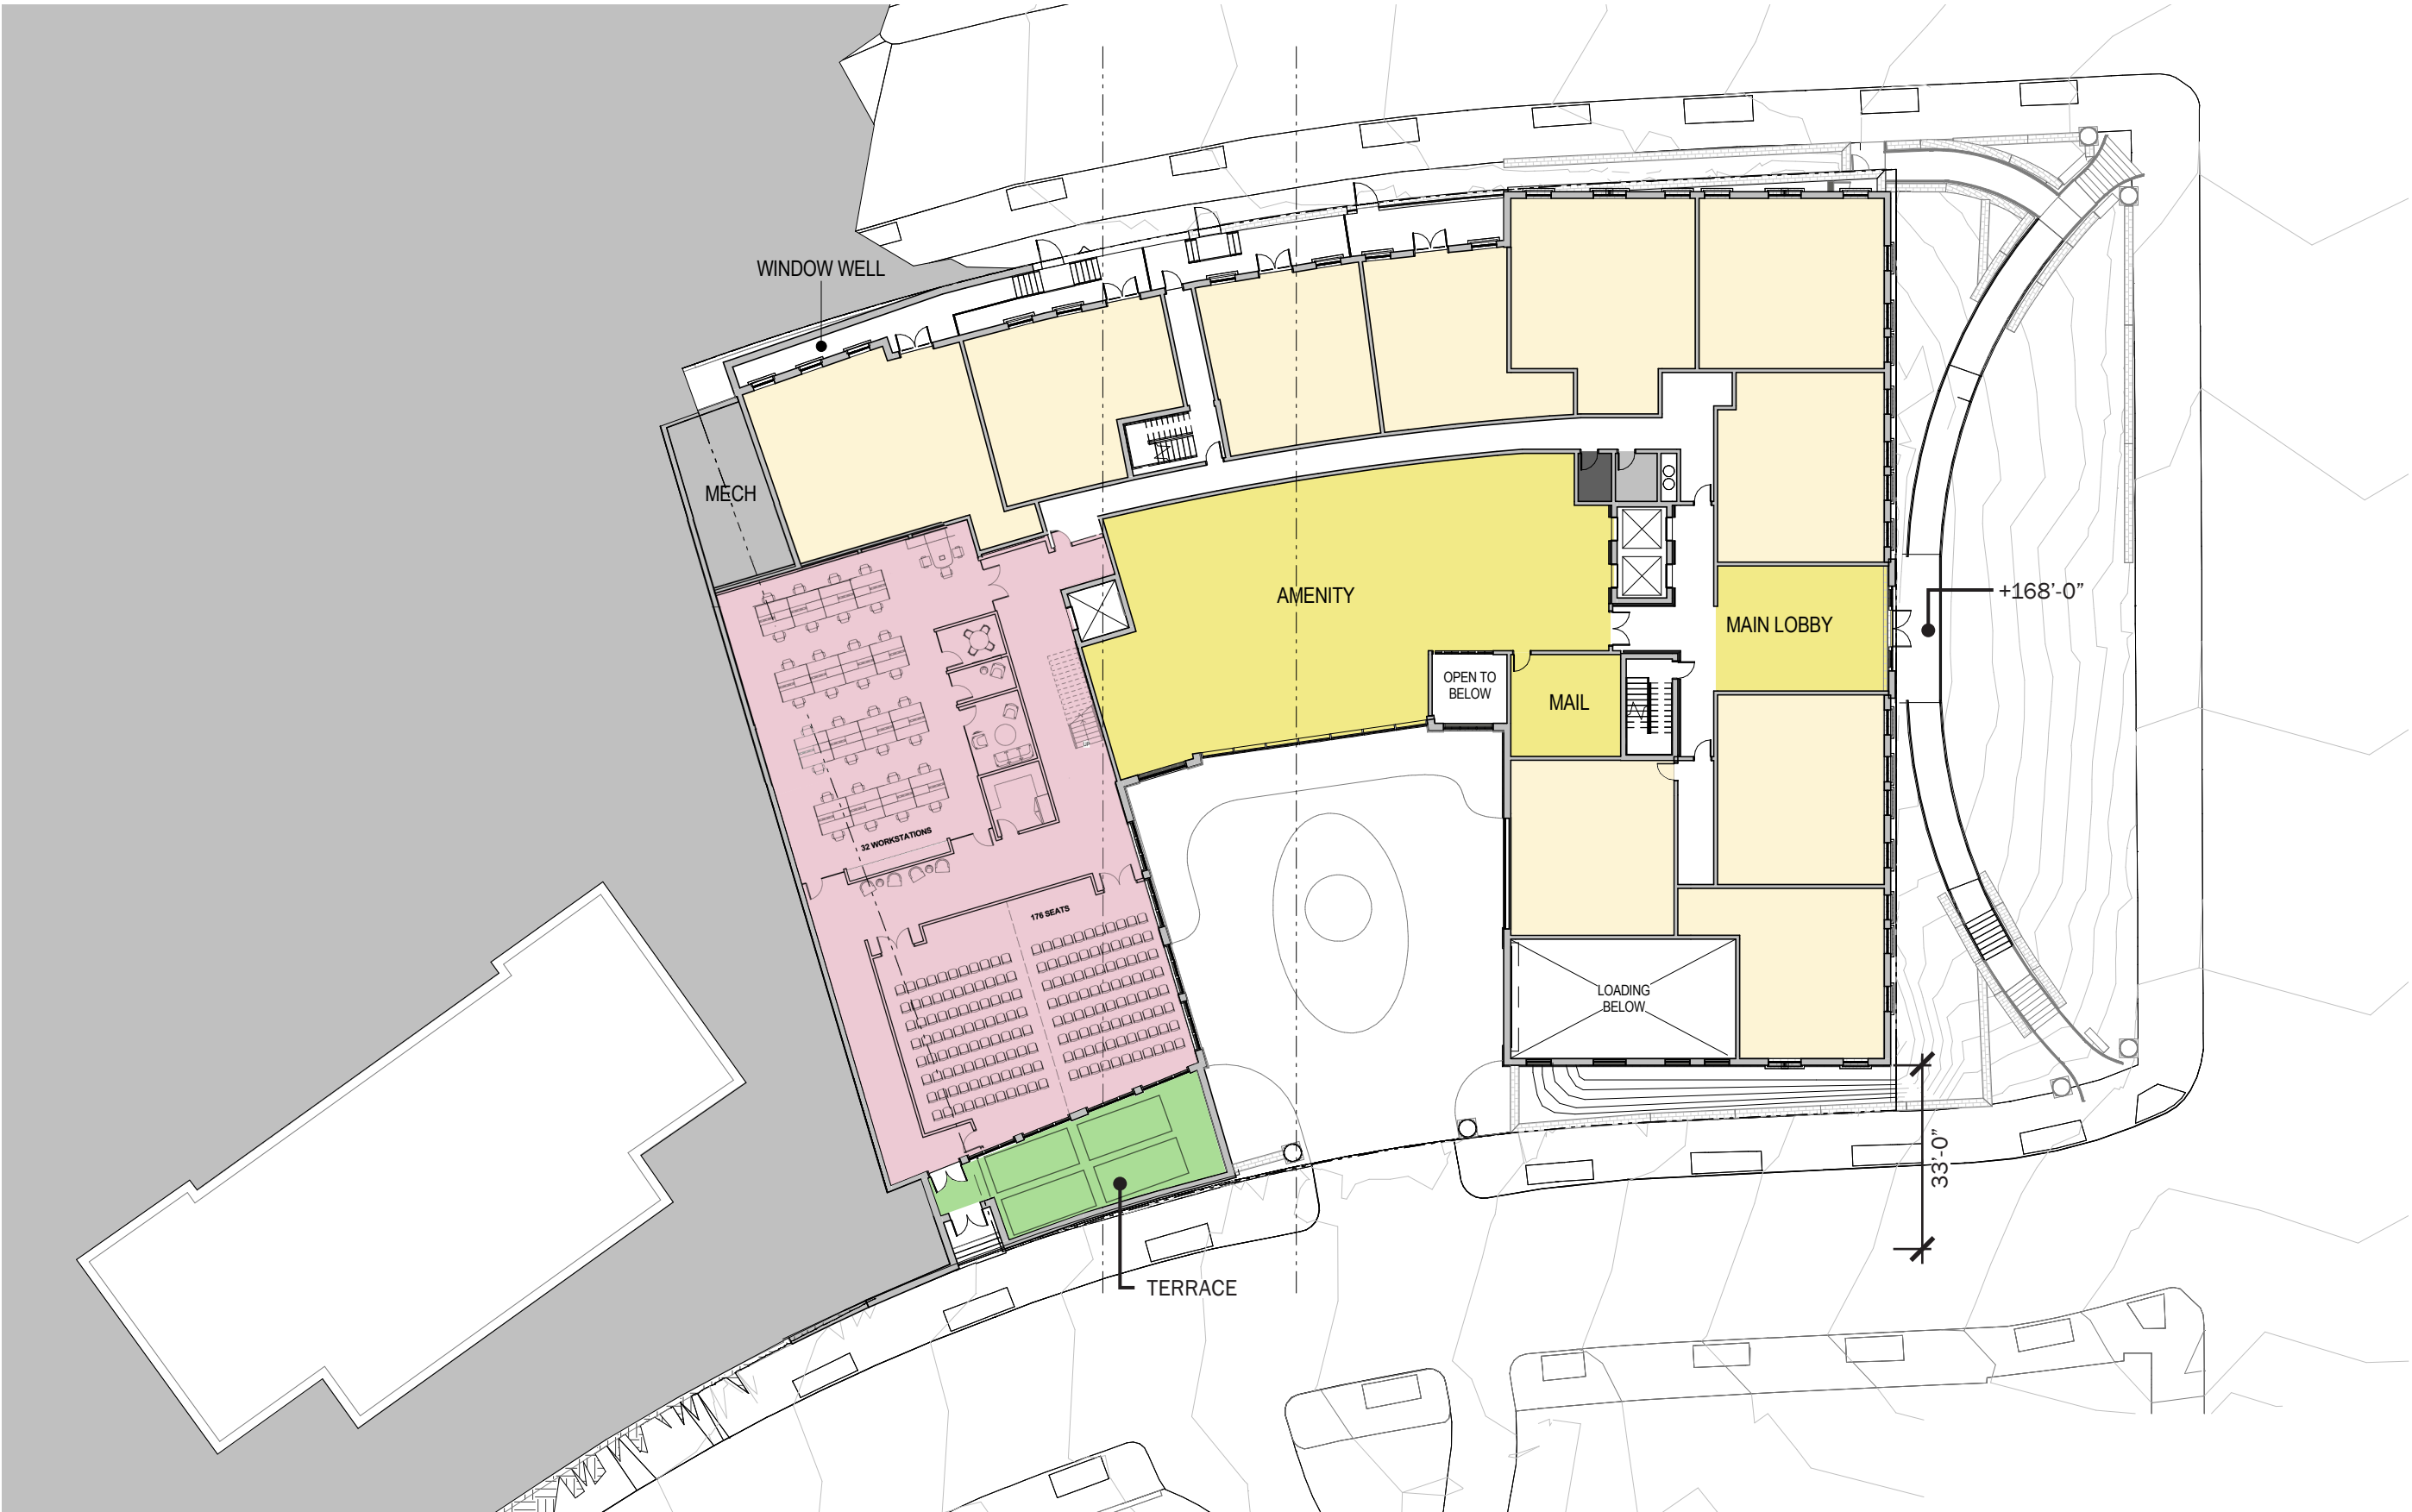 WINDOW WELL
MECH
AMENITY
+168’-0”
MAIN LOBBY
OPEN TO
BELOW
MAIL
32 WORKSTATIONS
176 SEATS
LOADING
BELOW
33’-0”
TERRACE